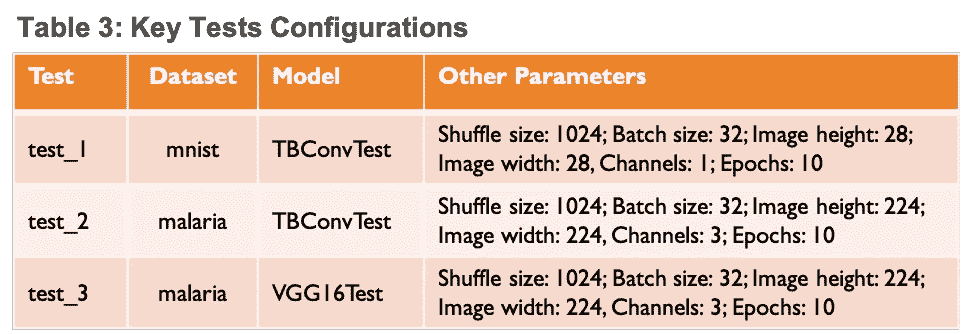 Table 3: Key Tests Configurations
Test Dataset Model Other Parameters
test_1 mnist TBConvTest Shuffle size: 1024; Batch size: 32; Image height: 28;
Image width: 28, Channels: 1; Epochs: 10
test_2 malaria TBConvTest Shuffle size: 1024; Batch size: 32; Image height: 224;
Image width: 224, Channels: 3; Epochs: 10
test_3 malaria VGG16Test Shuffle size: 1024; Batch size: 32; Image height: 224;
Image width: 224, Channels: 3; Epochs: 10